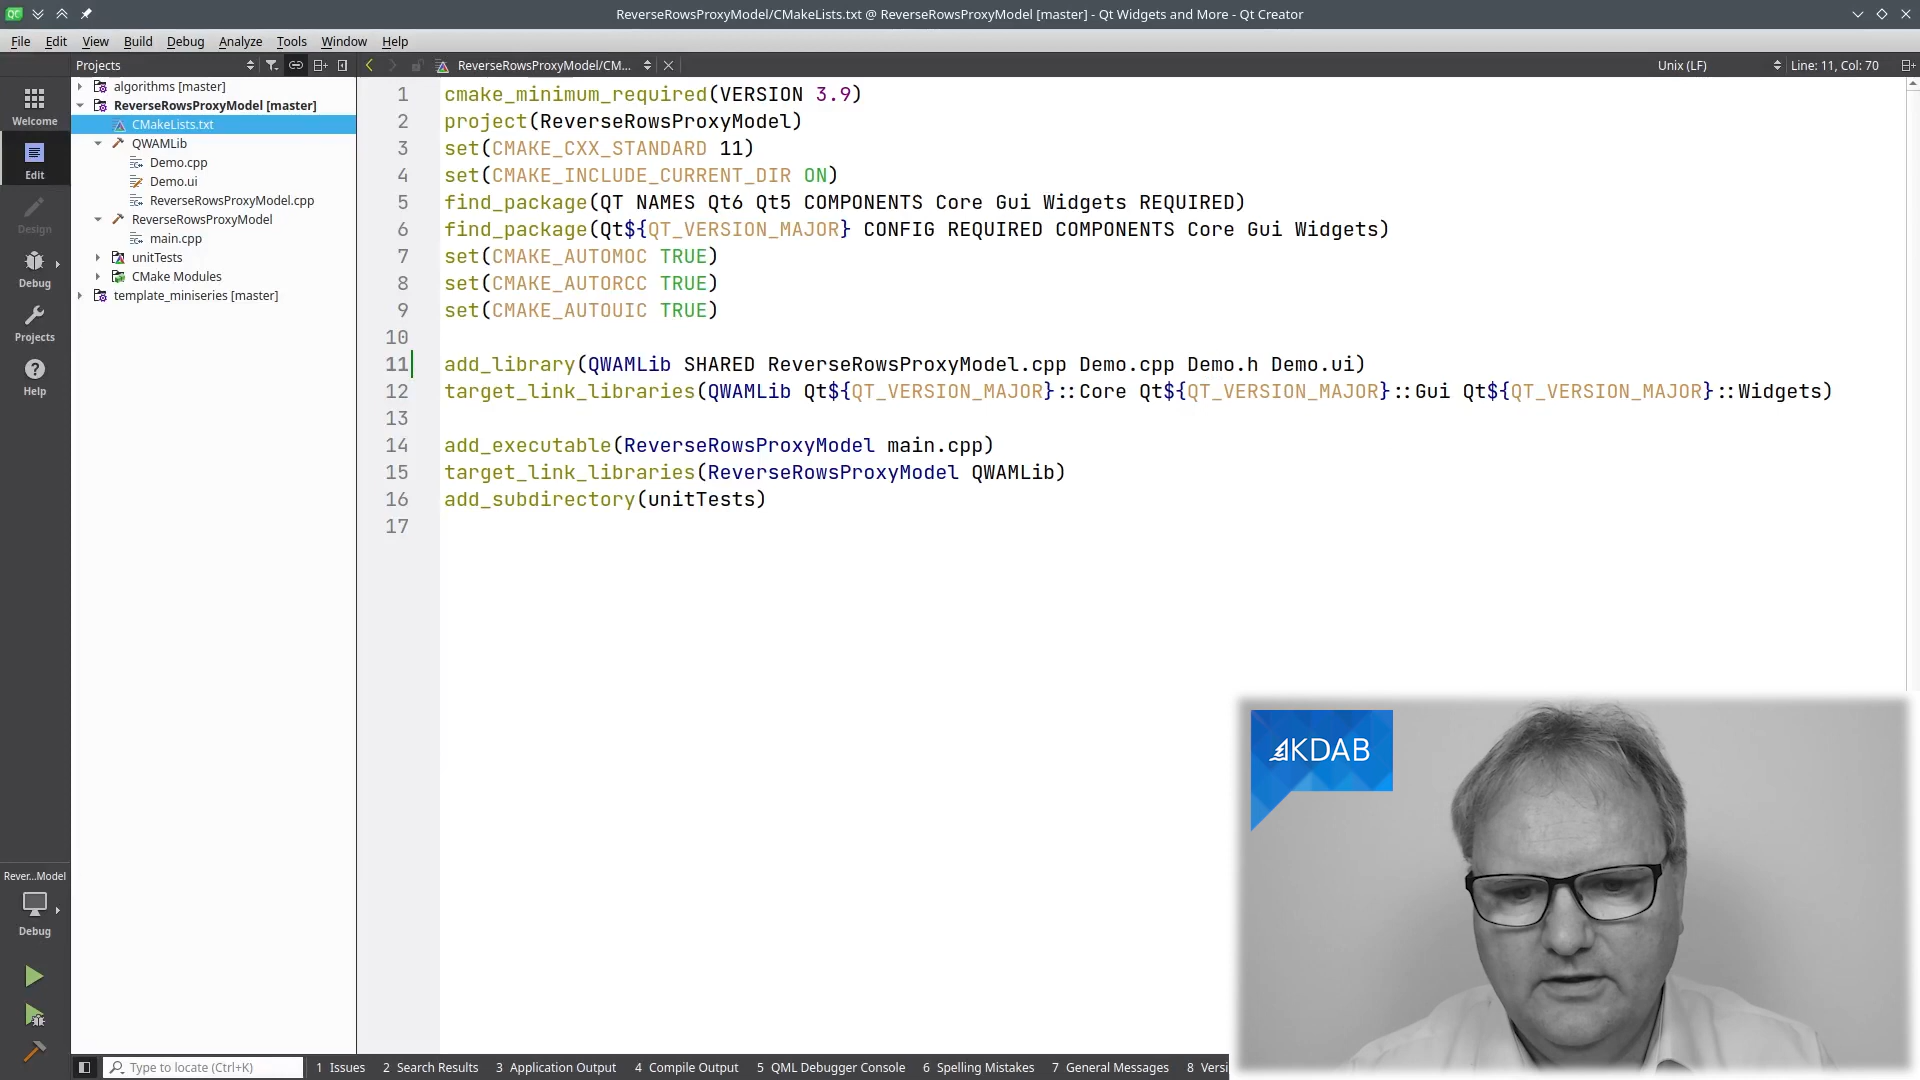 ReverseRowsProxyModel/CMakeLists.txt @ ReverseRowsProxyModel [master] - Qt Widgets and More - Qt Creator
File Edit View Build Debug Analyze Tools Window Help
Projects
ReverseRowsProxyModel/CM...
Unix (LF)
Line: 11, Col: 70
Welcome
Edit
Design
Debug
Projects
Help
algorithms [master]
ReverseRowsProxyModel [master]
CMakeLists.txt
QWAMLib
Demo.cpp
Demo.ui
ReverseRowsProxyModel.cpp
ReverseRowsProxyModel
main.cpp
unitTests
CMake Modules
template_miniseries [master]
1 cmake_minimum_required(VERSION 3.9)
2 project(ReverseRowsProxyModel)
3 set(CMAKE_CXX_STANDARD 11)
4 set(CMAKE_INCLUDE_CURRENT_DIR ON)
5 find_package(QT NAMES Qt6 Qt5 COMPONENTS Core Gui Widgets REQUIRED)
6 find_package(Qt${QT_VERSION_MAJOR} CONFIG REQUIRED COMPONENTS Core Gui Widgets)
7 set(CMAKE_AUTOMOC TRUE)
8 set(CMAKE_AUTORCC TRUE)
9 set(CMAKE_AUTOUIC TRUE)
10
11 add_library(QWAMLib SHARED ReverseRowsProxyModel.cpp Demo.cpp Demo.h Demo.ui)
12 target_link_libraries(QWAMLib Qt${QT_VERSION_MAJOR}::Core Qt${QT_VERSION_MAJOR}::Gui Qt${QT_VERSION_MAJOR}::Widgets)
13
14 add_executable(ReverseRowsProxyModel main.cpp)
15 target_link_libraries(ReverseRowsProxyModel QWAMLib)
16 add_subdirectory(unitTests)
17
KDAB
Rever...Model
Debug
Type to locate (Ctrl+K)
1 Issues 2 Search Results 3 Application Output 4 Compile Output 5 QML Debugger Console 6 Spelling Mistakes 7 General Messages 8 Versi